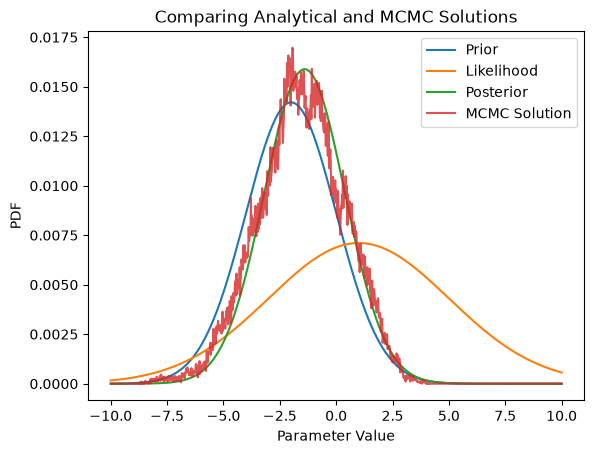 Comparing Analytical and MCMC Solutions
Prior
Likelihood
Posterior
MCMC Solution
PDF
0.0175
0.0150
0.0125
0.0100
0.0075
0.0050
0.0025
0.0000
−10.0 −7.5 −5.0 −2.5 0.0 2.5 5.0 7.5 10.0
Parameter Value